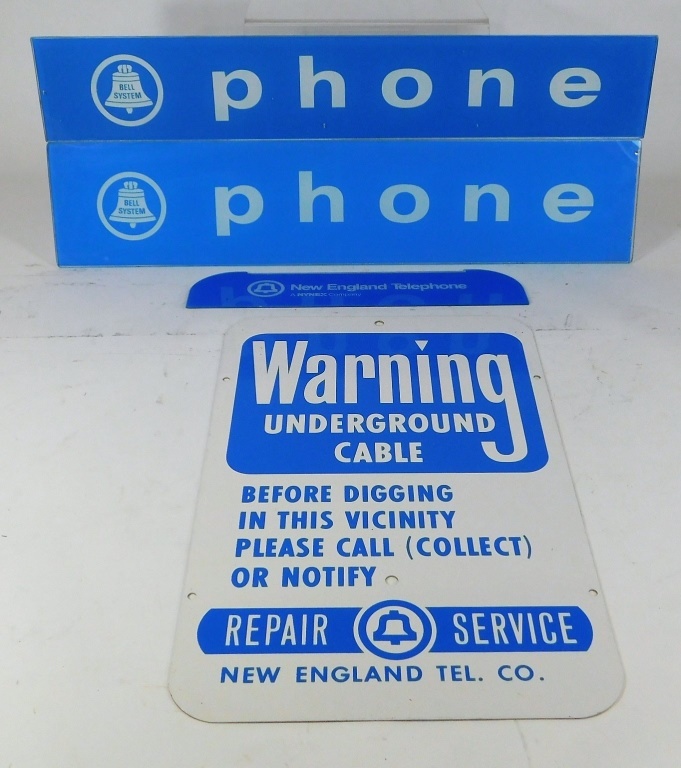 BELL
SYSTEM
phone
BELL
SYSTEM
phone
New England Telephone
A NYNEX Company
Warning
UNDERGROUND
CABLE
BEFORE DIGGING
IN THIS VICINITY
PLEASE CALL (COLLECT)
OR NOTIFY
REPAIR SERVICE
NEW ENGLAND TEL. CO.